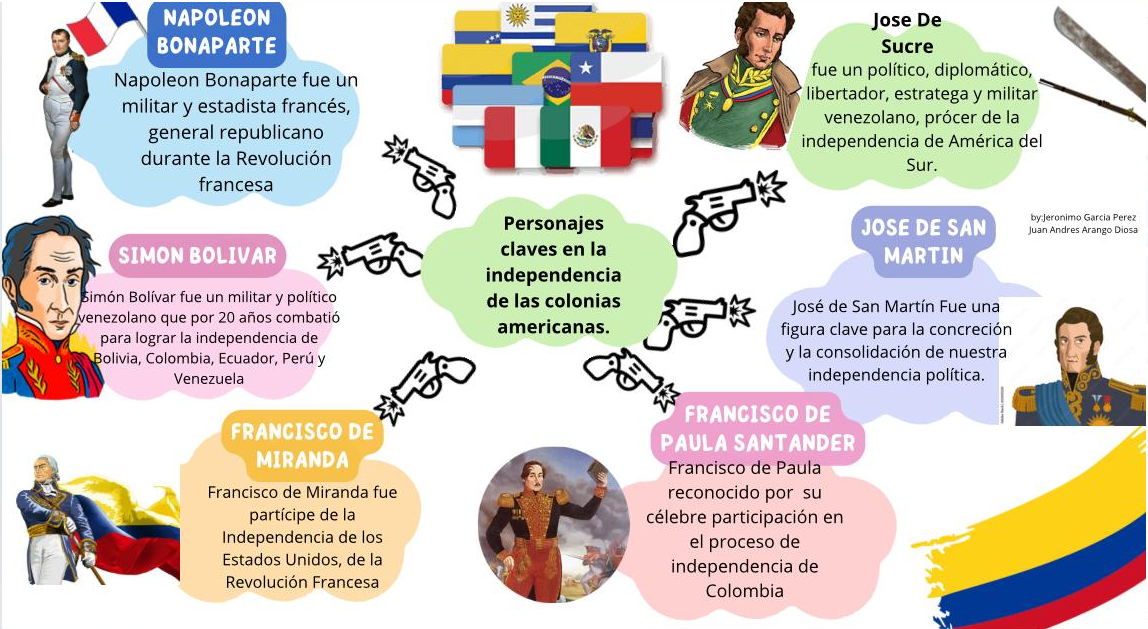 NAPOLEON
BONAPARTE
Napoleon Bonaparte fue un
militar y estadista francés,
general republicano
durante la Revolución
francesa
Jose De
Sucre
fue un político, diplomático,
libertador, estratega y militar
venezolano, prócer de la
independencia de América del
Sur.
by:Jeronimo Garcia Perez
Juan Andres Arango Diosa
Personajes
claves en la
independencia
de las colonias
americanas.
SIMON BOLIVAR
Simón Bolívar fue un militar y político
venezolano que por 20 años combatió
para lograr la independencia de
Bolivia, Colombia, Ecuador, Perú y
Venezuela
JOSE DE SAN
MARTIN
José de San Martín Fue una
figura clave para la concreción
y la consolidación de nuestra
independencia política.
FRANCISCO DE
MIRANDA
Francisco de Miranda fue
partícipe de la
Independencia de los
Estados Unidos, de la
Revolución Francesa
FRANCISCO DE
PAULA SANTANDER
Francisco de Paula
reconocido por su
célebre participación en
el proceso de
independencia de
Colombia